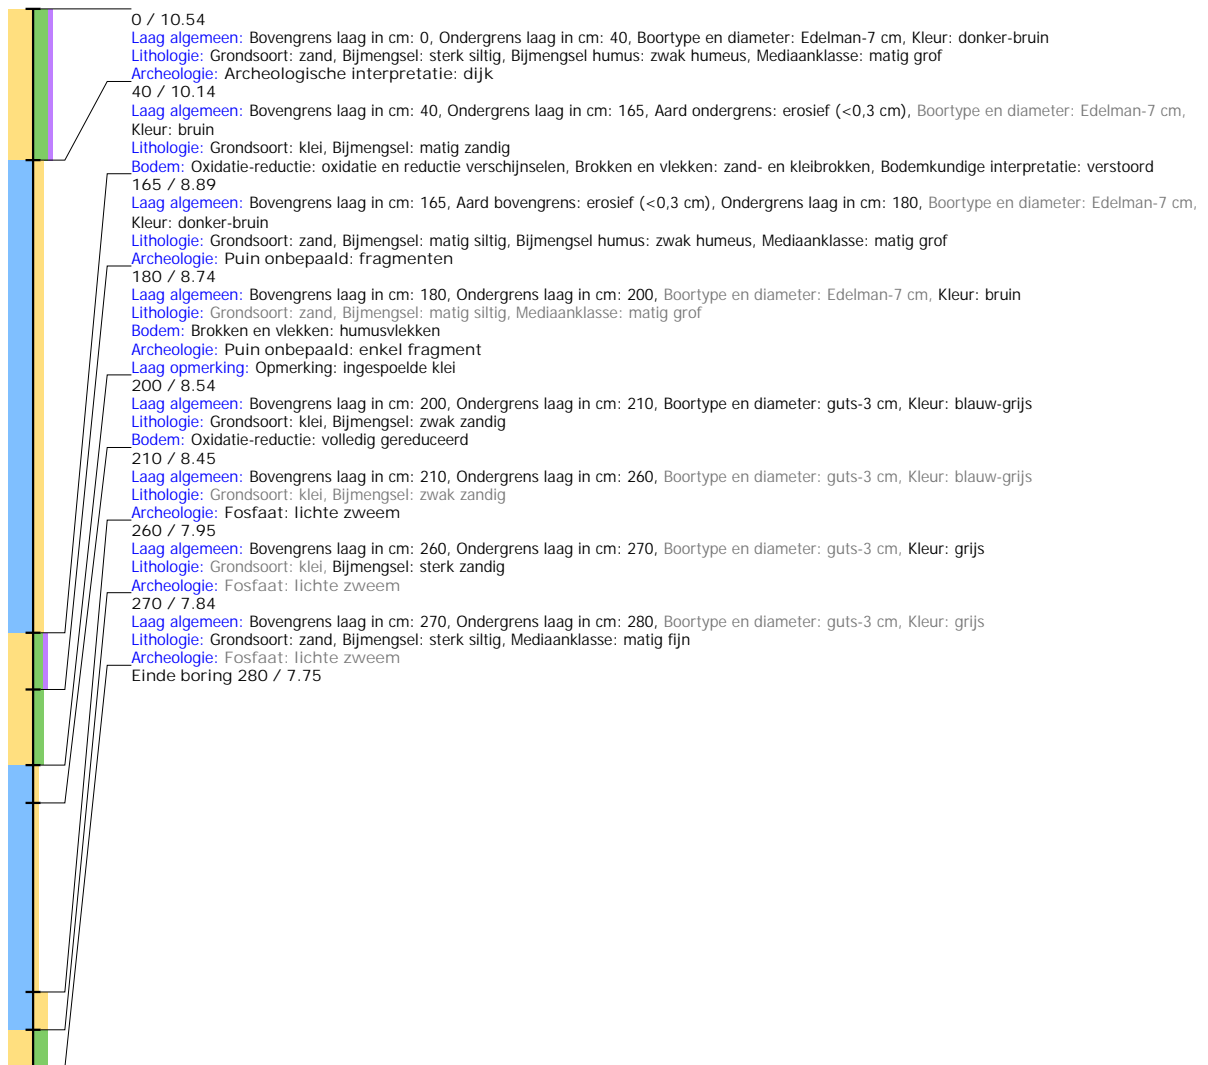 0 / 10.54
Laag algemeen: Bovengrens laag in cm: 0, Ondergrens laag in cm: 40, Boortype en diameter: Edelman-7 cm, Kleur: donker-bruin
Lithologie: Grondsoort: zand, Bijmengsel: sterk siltig, Bijmengsel humus: zwak humeus, Mediaanklasse: matig grof
Archeologie: Archeologische interpretatie: dijk
40 / 10.14
Laag algemeen: Bovengrens laag in cm: 40, Ondergrens laag in cm: 165, Aard ondergrens: erosief (<0,3 cm), Boortype en diameter: Edelman-7 cm,
Kleur: bruin
Lithologie: Grondsoort: klei, Bijmengsel: matig zandig
Bodem: Oxidatie-reductie: oxidatie en reductie verschijnselen, Brokken en vlekken: zand- en kleibrokken, Bodemkundige interpretatie: verstoord
165 / 8.89
Laag algemeen: Bovengrens laag in cm: 165, Aard bovengrens: erosief (<0,3 cm), Ondergrens laag in cm: 180, Boortype en diameter: Edelman-7 cm,
Kleur: donker-bruin
Lithologie: Grondsoort: zand, Bijmengsel: matig siltig, Bijmengsel humus: zwak humeus, Mediaanklasse: matig grof
Archeologie: Puin onbepaald: fragmenten
180 / 8.74
Laag algemeen: Bovengrens laag in cm: 180, Ondergrens laag in cm: 200, Boortype en diameter: Edelman-7 cm, Kleur: bruin
Lithologie: Grondsoort: zand, Bijmengsel: matig siltig, Mediaanklasse: matig grof
Bodem: Brokken en vlekken: humusvlekken
Archeologie: Puin onbepaald: enkel fragment
Laag opmerking: Opmerking: ingespoelde klei
200 / 8.54
Laag algemeen: Bovengrens laag in cm: 200, Ondergrens laag in cm: 210, Boortype en diameter: guts-3 cm, Kleur: blauw-grijs
Lithologie: Grondsoort: klei, Bijmengsel: zwak zandig
Bodem: Oxidatie-reductie: volledig gereduceerd
210 / 8.45
Laag algemeen: Bovengrens laag in cm: 210, Ondergrens laag in cm: 260, Boortype en diameter: guts-3 cm, Kleur: blauw-grijs
Lithologie: Grondsoort: klei, Bijmengsel: zwak zandig
Archeologie: Fosfaat: lichte zweem
260 / 7.95
Laag algemeen: Bovengrens laag in cm: 260, Ondergrens laag in cm: 270, Boortype en diameter: guts-3 cm, Kleur: grijs
Lithologie: Grondsoort: klei, Bijmengsel: sterk zandig
Archeologie: Fosfaat: lichte zweem
270 / 7.84
Laag algemeen: Bovengrens laag in cm: 270, Ondergrens laag in cm: 280, Boortype en diameter: guts-3 cm, Kleur: grijs
Lithologie: Grondsoort: zand, Bijmengsel: sterk siltig, Mediaanklasse: matig fijn
Archeologie: Fosfaat: lichte zweem
Einde boring 280 / 7.75